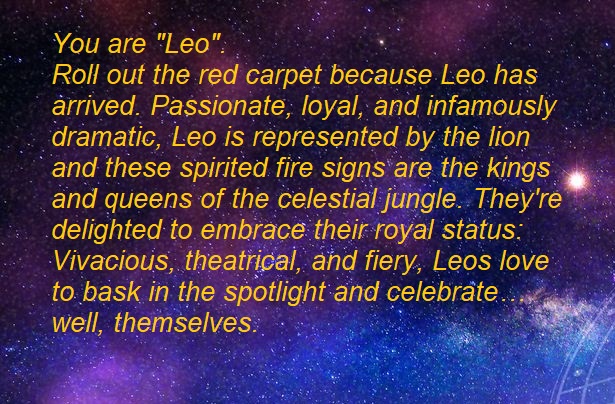 You are "Leo".
Roll out the red carpet because Leo has
arrived. Passionate, loyal, and infamously
dramatic, Leo is represented by the lion
and these spirited fire signs are the kings
and queens of the celestial jungle. They're
delighted to embrace their royal status:
Vivacious, theatrical, and fiery, Leos love
to bask in the spotlight and celebrate…
well, themselves.